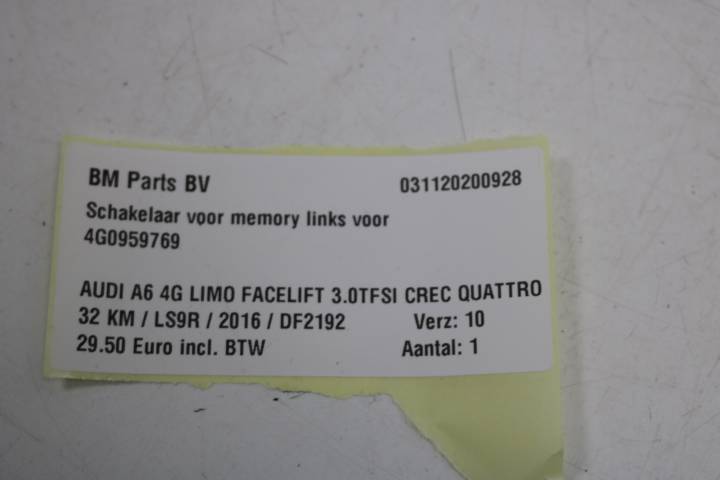 BM Parts BV 031120200928
Schakelaar voor memory links voor
4G0959769
AUDI A6 4G LIMO FACELIFT 3.0TFSI CREC QUATTRO
32 KM / LS9R / 2016 / DF2192 Verz: 10
29.50 Euro incl. BTW Aantal: 1